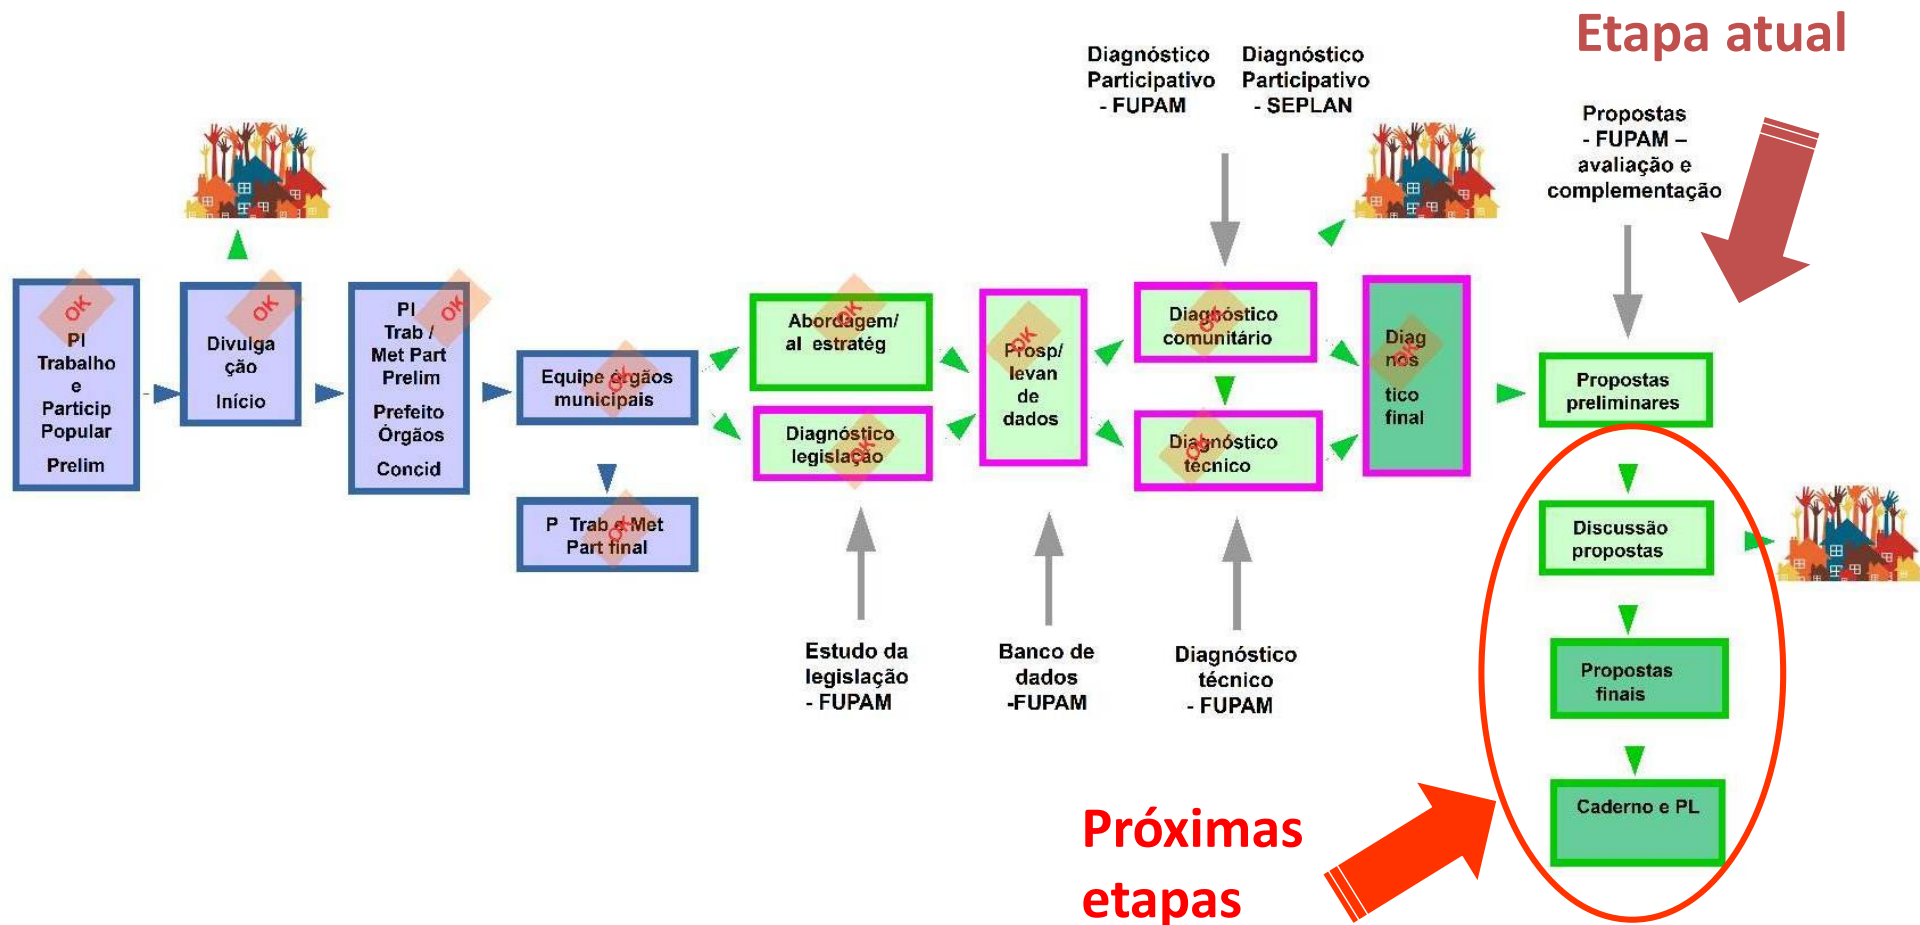 Etapa atual
Diagnóstico
Participativo
- FUPAM
Diagnóstico
Participativo
- SEPLAN
Propostas
- FUPAM –
avaliação e
complementação
OK
Pl
Trabalho
e
Particip
Popular
Prelim
OK
Divulga
ção
Início
OK
Pl
Trab /
Met Part
Prelim
Prefeito
Órgãos
Concid
OK
Equipe órgãos
municipais
OK
P Trab e Met
Part final
OK
Abordagem/
al estratég
OK
Diagnóstico
legislação
OK
Prosp/
levan
de
dados
OK
Diagnóstico
comunitário
OK
Diagnóstico
técnico
OK
Diag
nós
tico
final
Propostas
preliminares
Discussão
propostas
Propostas
finais
Caderno e PL
Estudo da
legislação
- FUPAM
Banco de
dados
-FUPAM
Diagnóstico
técnico
- FUPAM
Próximas
etapas